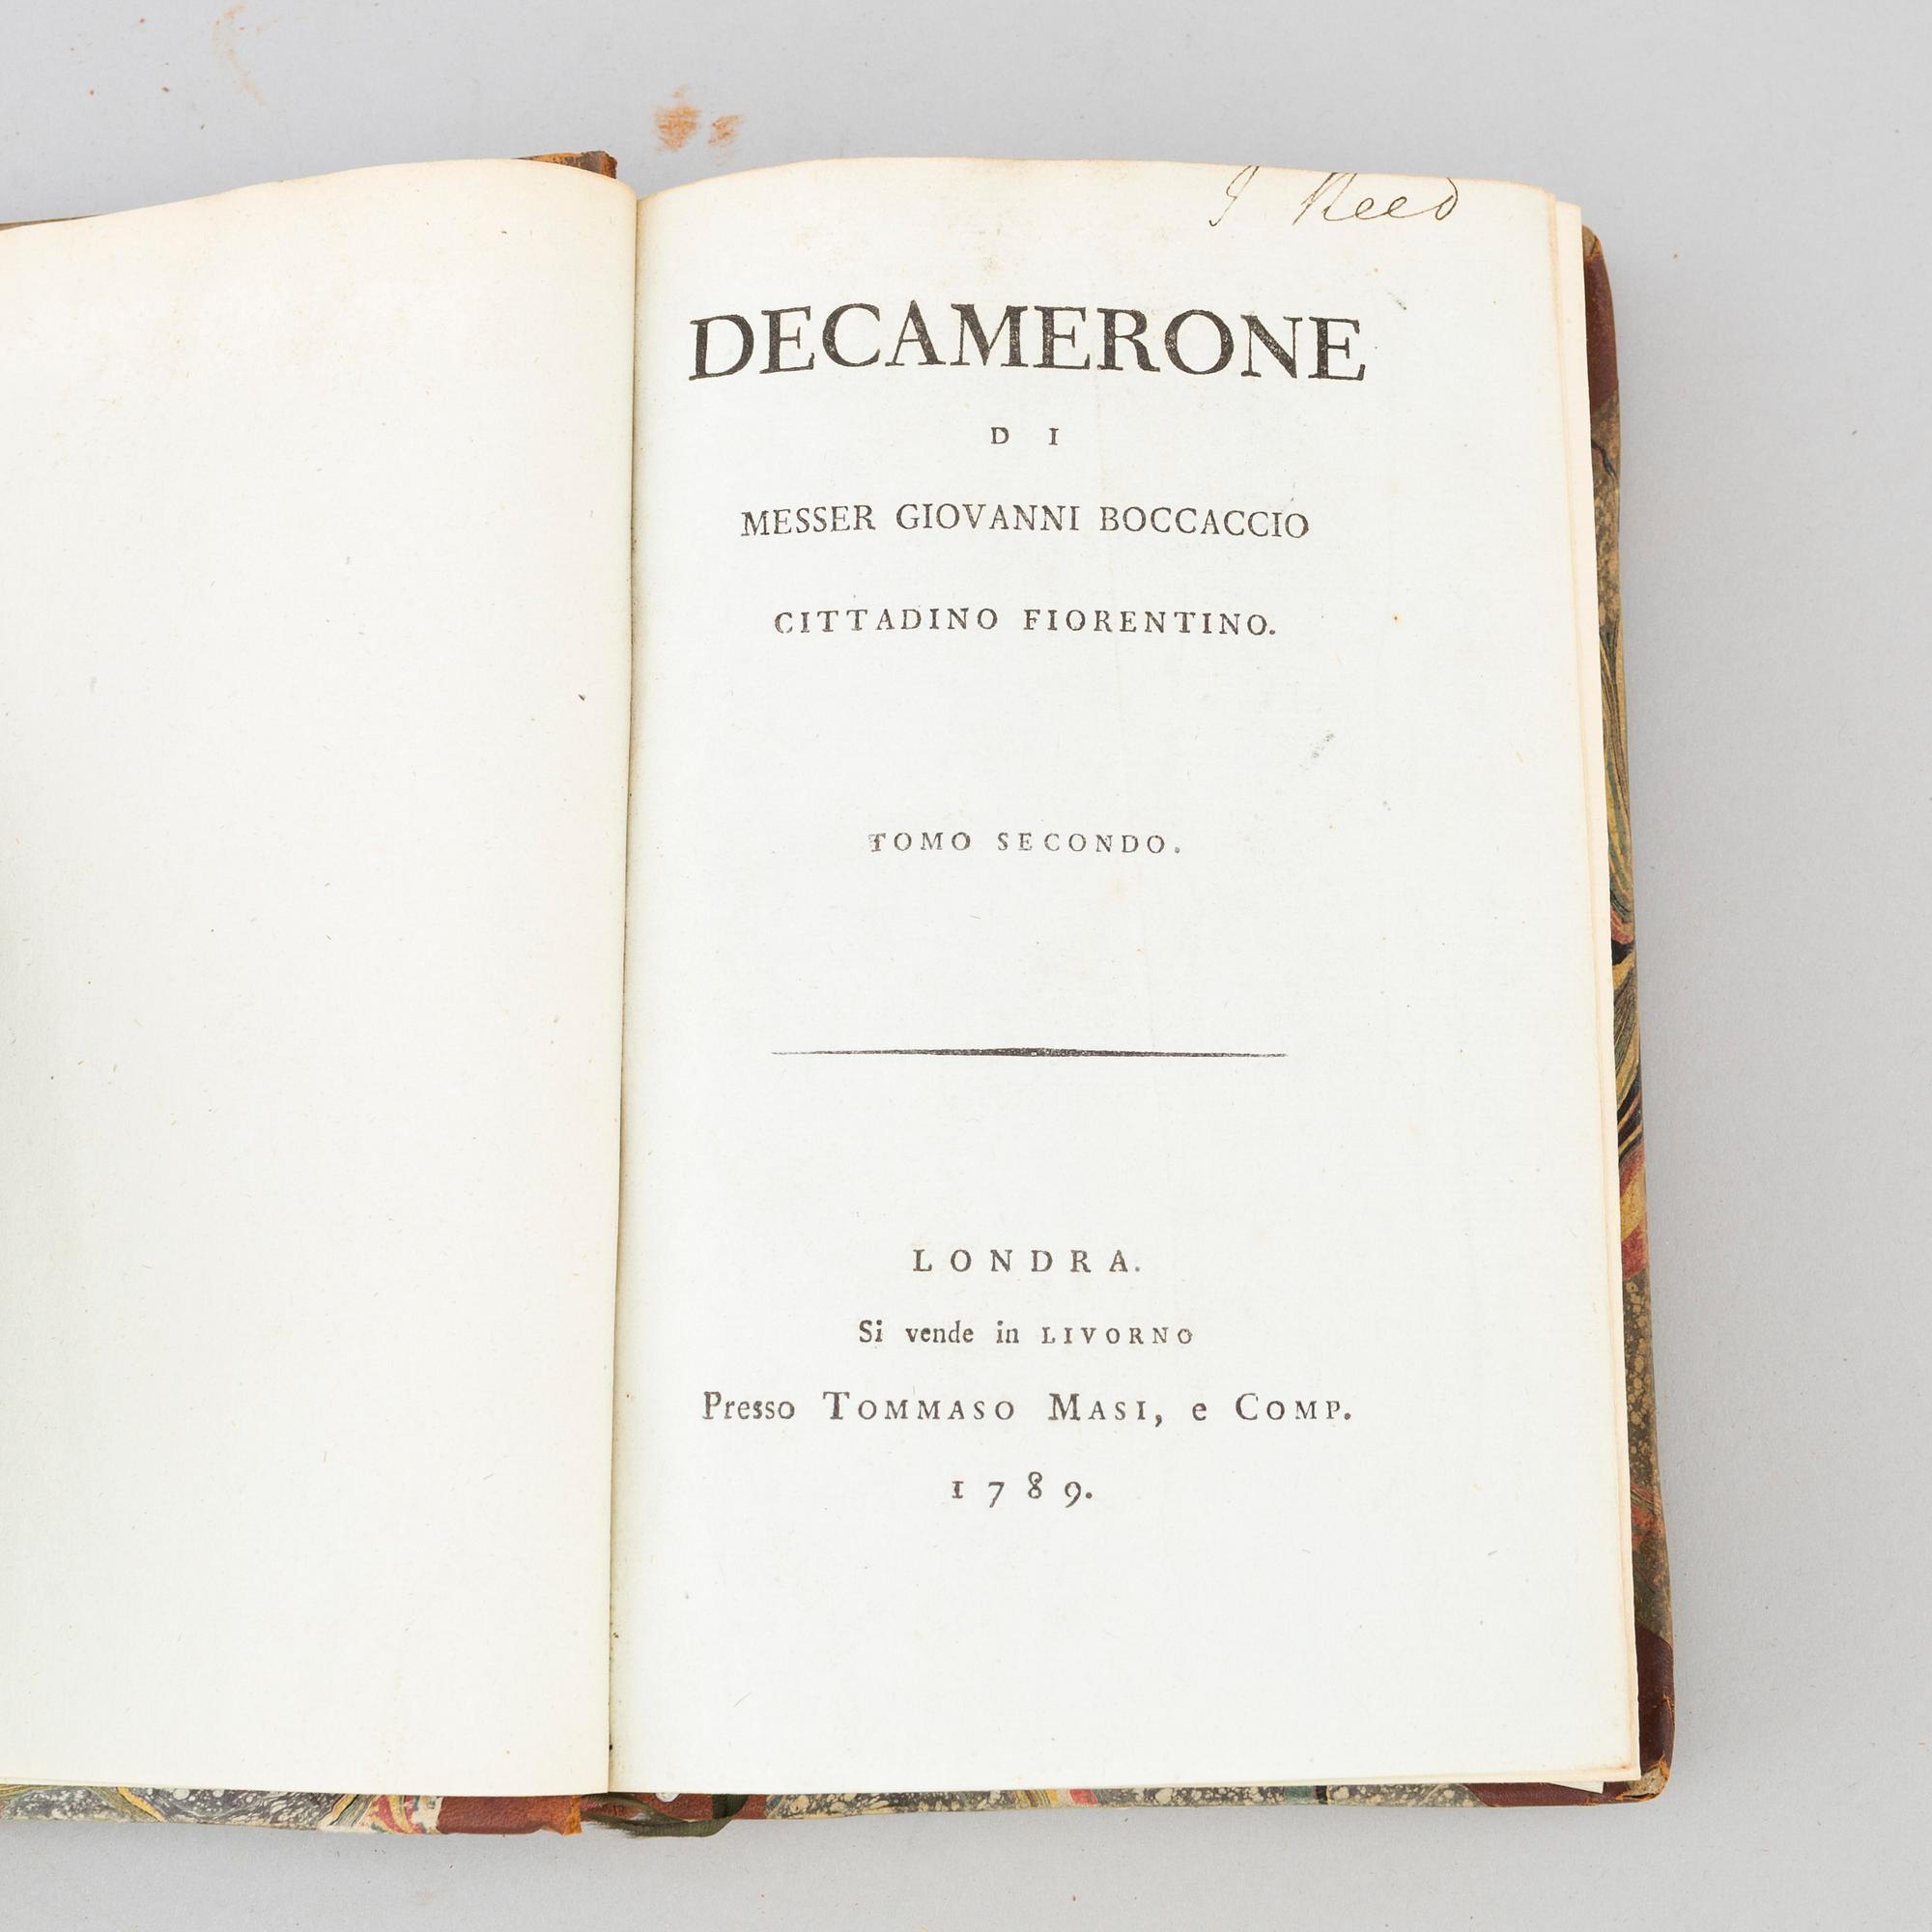 J Reed
DECAMERONE
DI
MESSER GIOVANNI BOCCACCIO
CITTADINO FIORENTINO.
TOMO SECONDO.
LONDRA.
Si vende in LIVORNO
Presso TOMMASO MASI, e COMP.
1789.